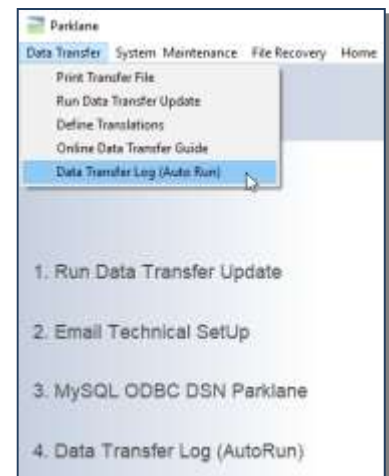 Parklane
Data Transfer System Maintenance File Recovery Home
Print Transfer File
Run Data Transfer Update
Define Translations
Online Data Transfer Guide
Data Transfer Log (Auto Run)
1. Run Data Transfer Update
2. Email Technical SetUp
3. MySQL ODBC DSN Parklane
4. Data Transfer Log (AutoRun)